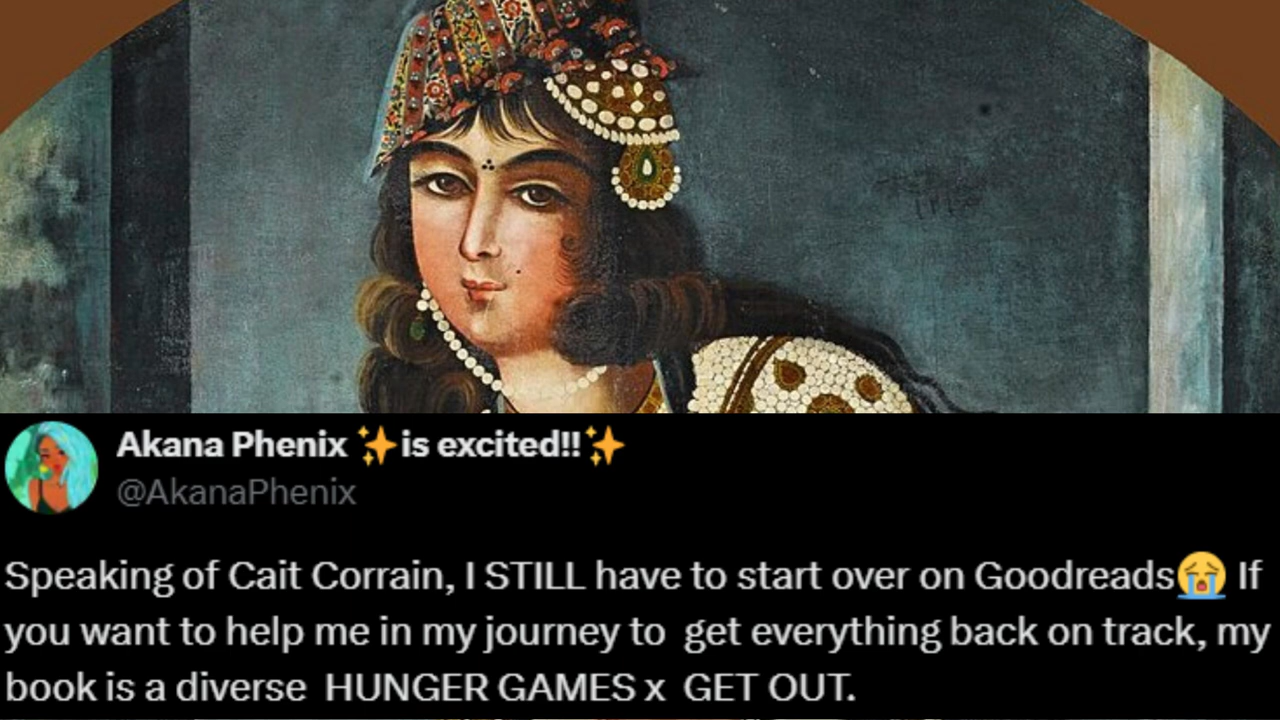 Akana Phenix ✨is excited!!✨
@AkanaPhenix
Speaking of Cait Corrain, I STILL have to start over on Goodreads😭 If
you want to help me in my journey to  get everything back on track, my
book is a diverse  HUNGER GAMES x  GET OUT.